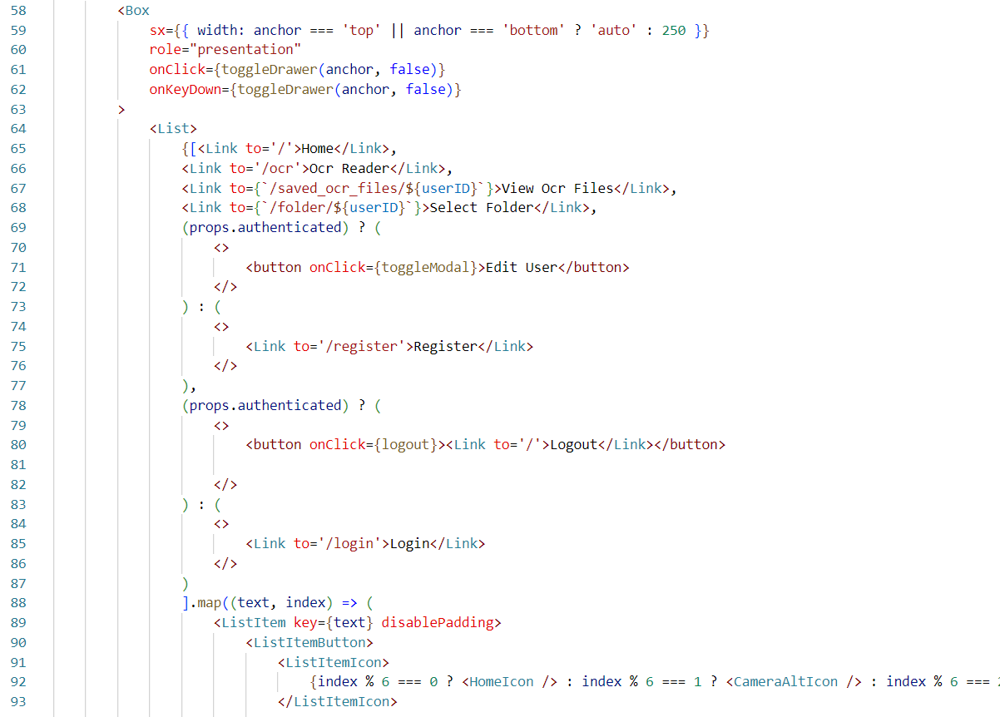 58 <Box
59 sx={{ width: anchor === 'top' || anchor === 'bottom' ? 'auto' : 250 }}
60 role="presentation"
61 onClick={toggleDrawer(anchor, false)}
62 onKeyDown={toggleDrawer(anchor, false)}
63 >
64 <List>
65 {[<Link to='/'>Home</Link>,
66 <Link to='/ocr'>Ocr Reader</Link>,
67 <Link to={`/saved_ocr_files/${userID}`}>View Ocr Files</Link>,
68 <Link to={`/folder/${userID}`}>Select Folder</Link>,
69 (props.authenticated) ? (
70 <>
71 <button onClick={toggleModal}>Edit User</button>
72 </>
73 ) : (
74 <>
75 <Link to='/register'>Register</Link>
76 </>
77 ),
78 (props.authenticated) ? (
79 <>
80 <button onClick={logout}><Link to='/'>Logout</Link></button>
81
82 </>
83 ) : (
84 <>
85 <Link to='/login'>Login</Link>
86 </>
87 )
88 ].map((text, index) => (
89 <ListItem key={text} disablePadding>
90 <ListItemButton>
91 <ListItemIcon>
92 {index % 6 === 0 ? <HomeIcon /> : index % 6 === 1 ? <CameraAltIcon /> : index % 6 ===
93 </ListItemIcon>